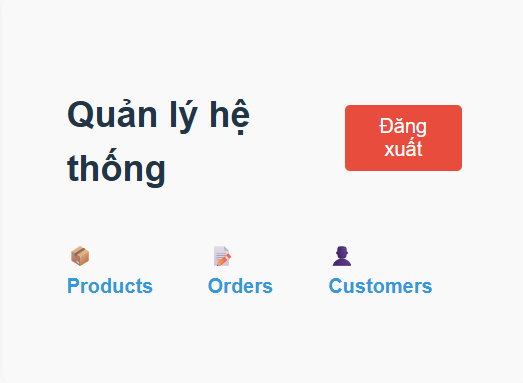 Quản lý hệ
thống
Đăng
xuất
Products
Orders
Customers